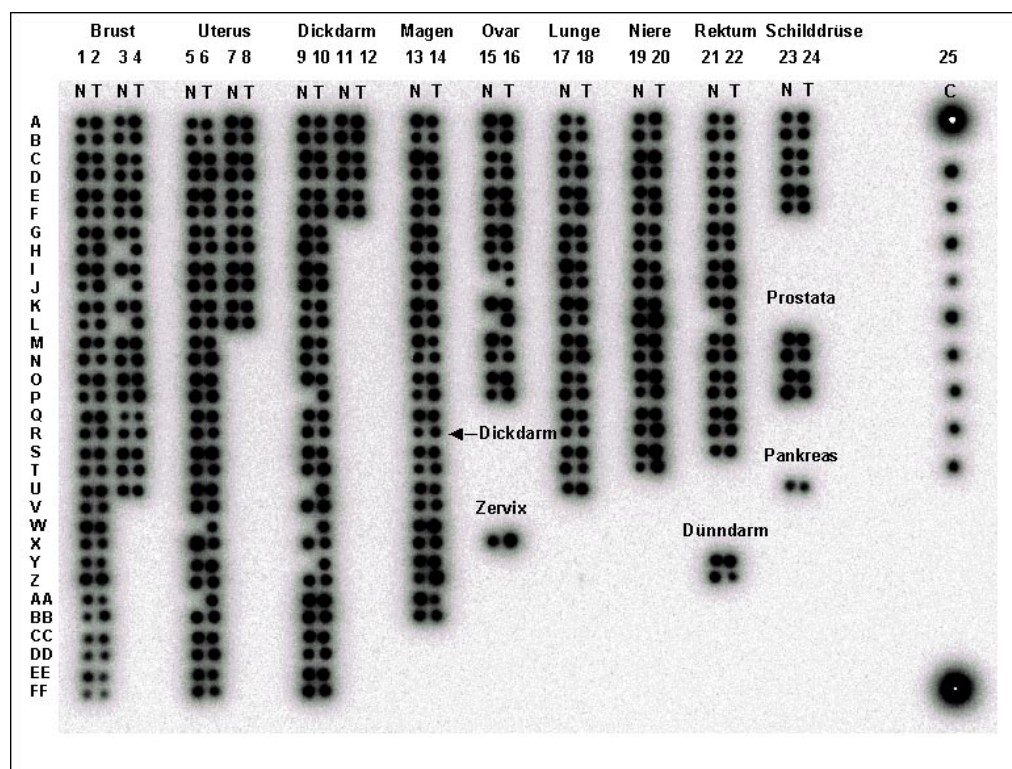 Brust Uterus Dickdarm Magen Ovar Lunge Niere Rektum Schilddrüse
1 2 3 4 5 6 7 8 9 10 11 12 13 14 15 16 17 18 19 20 21 22 23 24 25
N T N T N T N T N T N T N T N T N T N T N T N T C
A
B
C
D
E
F
G
H
I
J
Prostata
K
L
M
N
O
P
Q
R ←Dickdarm
S Pankreas
T
U
V Zervix
W Dünndarm
X
Y
Z
AA
BB
CC
DD
EE
FF